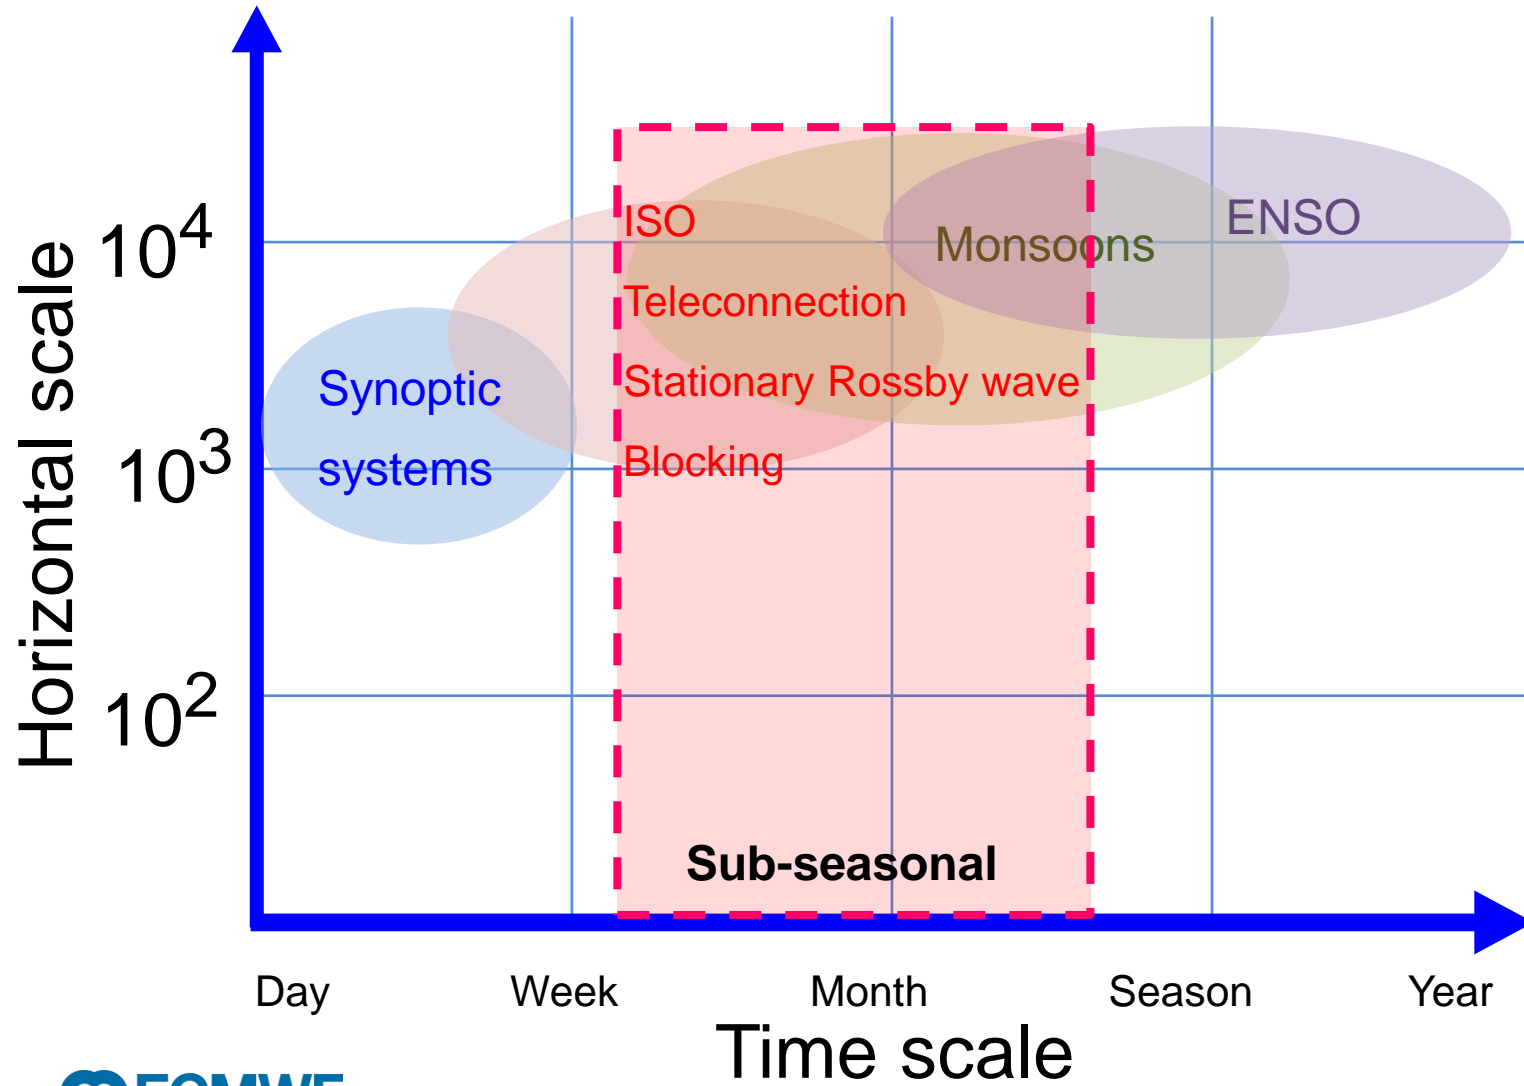 Horizontal scale
10⁴
10³
10²
ISO
Teleconnection
Stationary Rossby wave
Blocking
Monsoons
ENSO
Synoptic
systems
Sub-seasonal
Day
Week
Month
Season
Year
Time scale